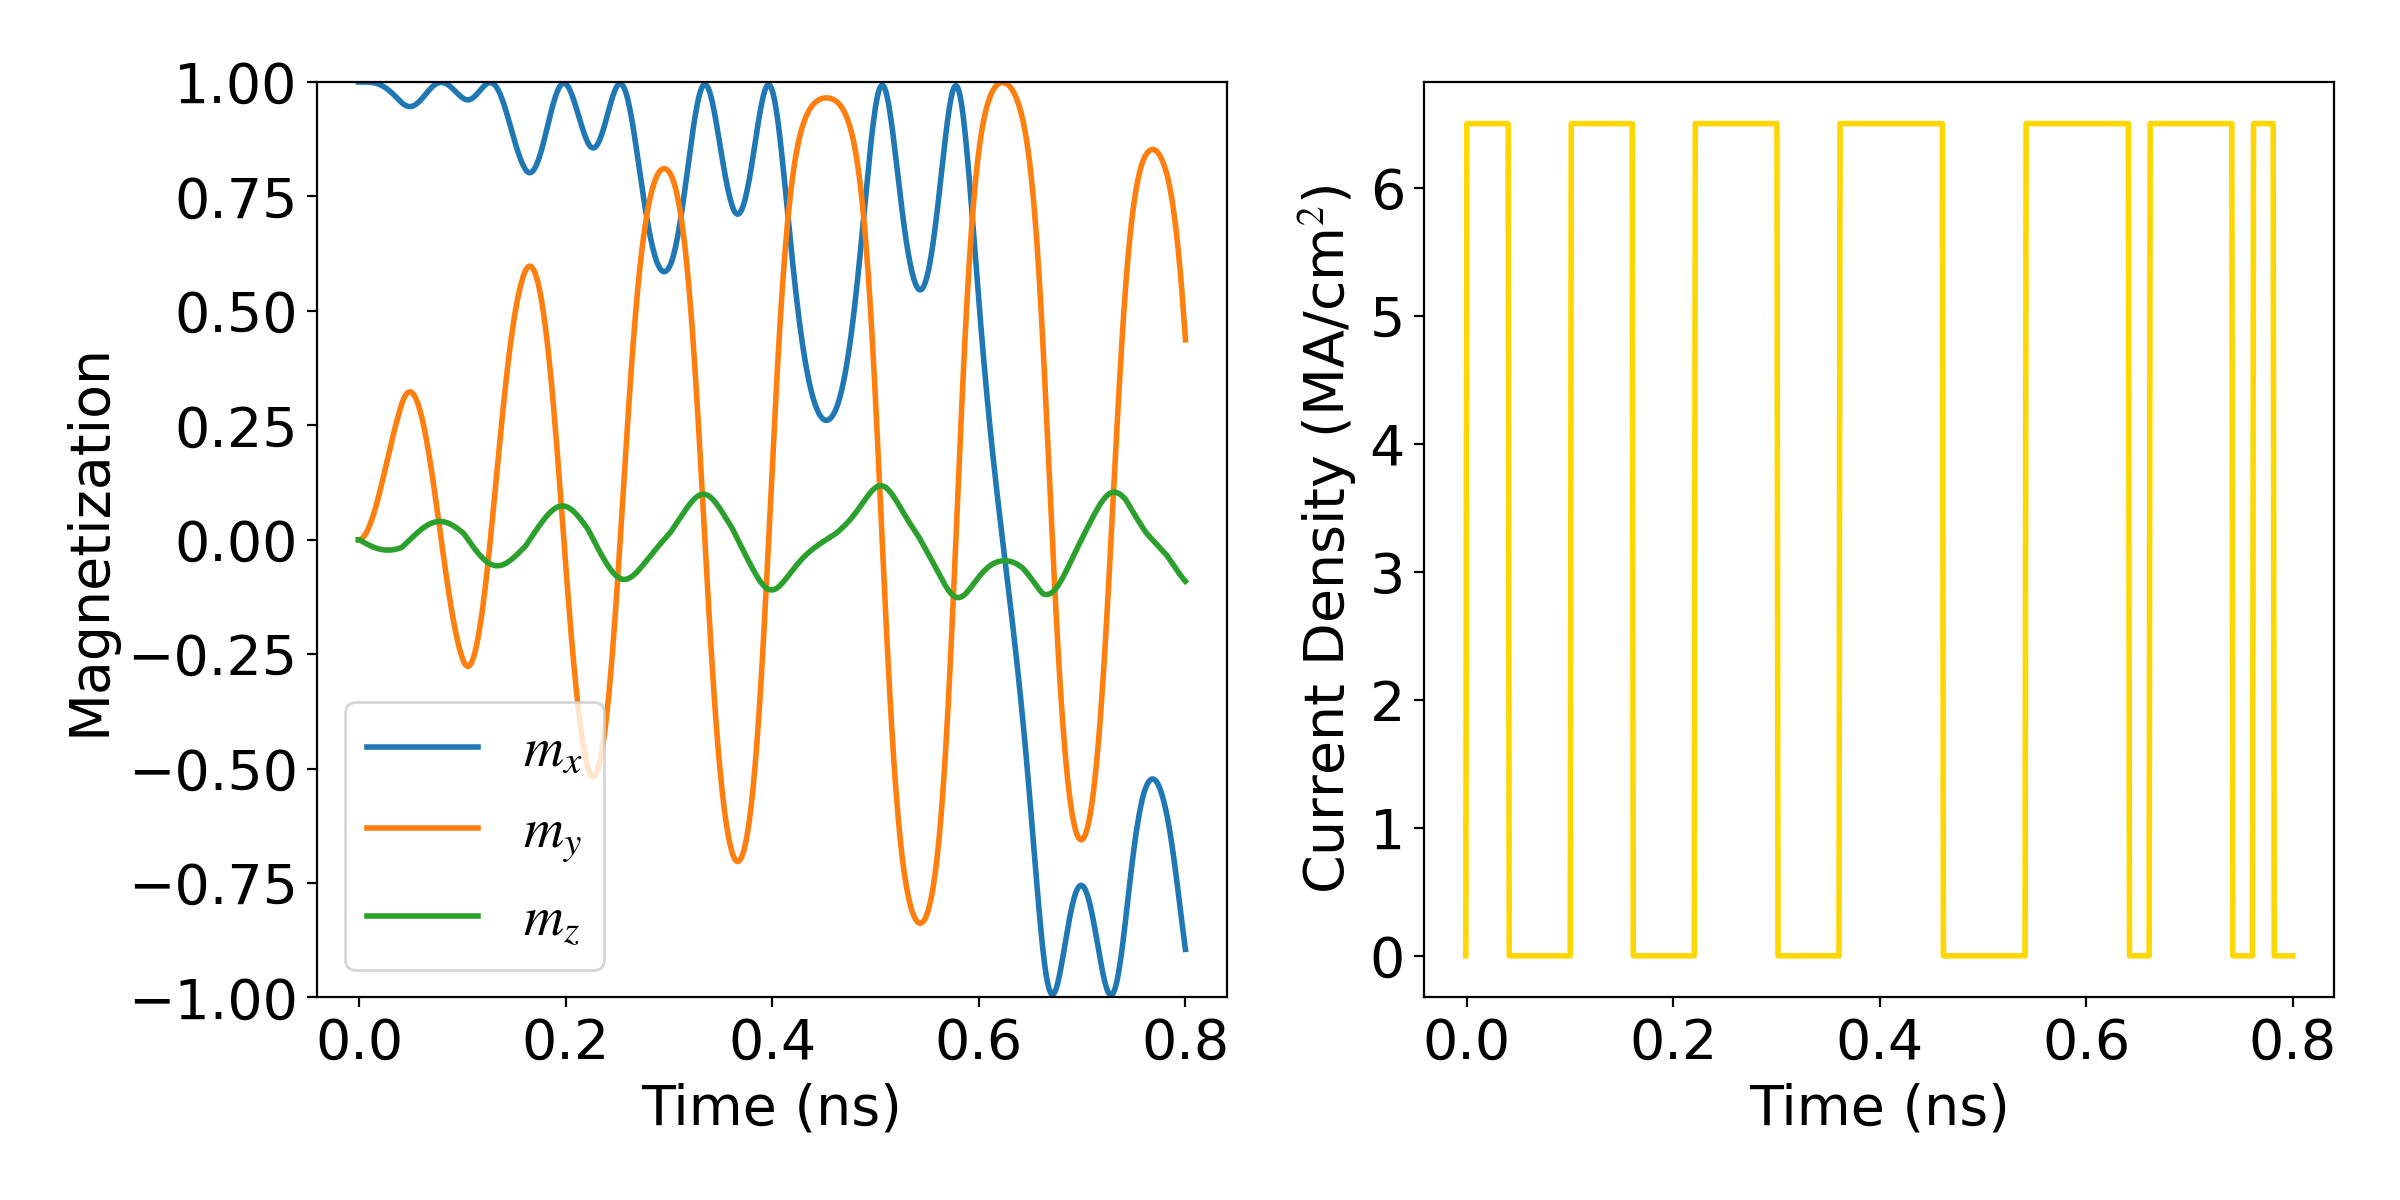 1.00
0.75
0.50
0.25
0.00
−0.25
−0.50
−0.75
−1.00
Magnetization
0.0 0.2 0.4 0.6 0.8
Time (ns)
mₓ
m_y
m_z
6
5
4
3
2
1
0
Current Density (MA/cm²)
0.0 0.2 0.4 0.6 0.8
Time (ns)